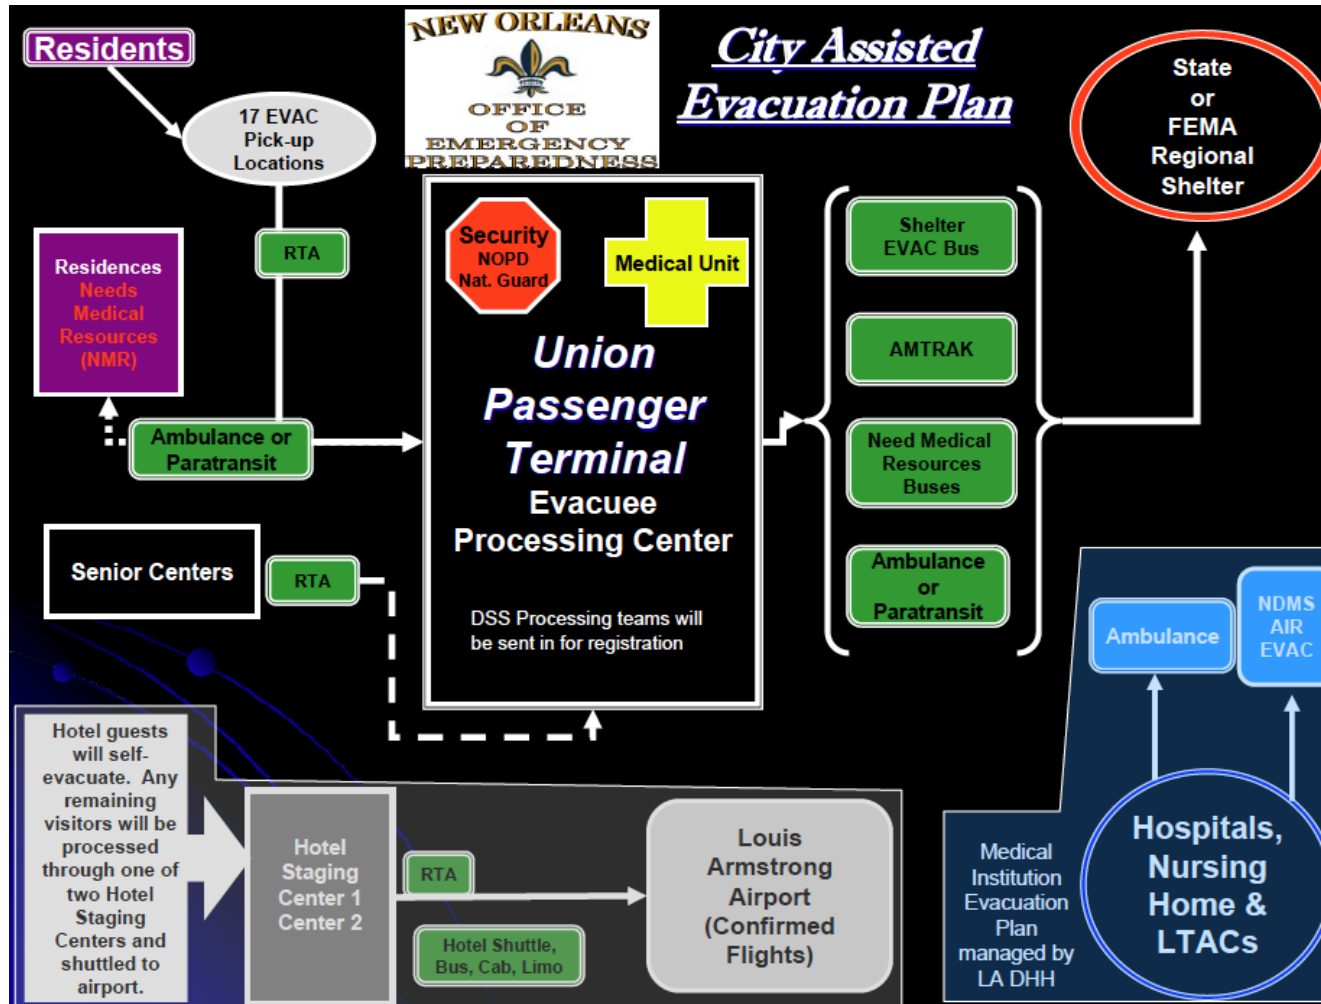 Residents
17 EVAC
Pick-up
Locations
RTA
Residences
Needs
Medical
Resources
(NMR)
Ambulance or
Paratransit
Senior Centers
RTA
NEW ORLEANS
OFFICE
OF
EMERGENCY
PREPAREDNESS
City Assisted
Evacuation Plan
Security
NOPD
Nat. Guard
Medical Unit
Union
Passenger
Terminal
Evacuee
Processing Center
DSS Processing teams will
be sent in for registration
Shelter
EVAC Bus
AMTRAK
Need Medical
Resources
Buses
Ambulance
or
Paratransit
State
or
FEMA
Regional
Shelter
Hotel guests
will self-
evacuate. Any
remaining
visitors will be
processed
through one of
two Hotel
Staging
Centers and
shuttled to
airport.
Hotel
Staging
Center 1
Center 2
RTA
Hotel Shuttle,
Bus, Cab, Limo
Louis
Armstrong
Airport
(Confirmed
Flights)
Ambulance
NDMS
AIR
EVAC
Medical
Institution
Evacuation
Plan
managed by
LA DHH
Hospitals,
Nursing
Home &
LTACs